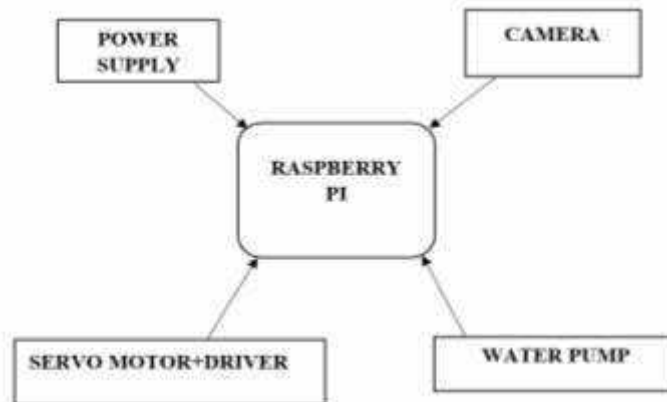 POWER
SUPPLY
CAMERA
RASPBERRY
PI
SERVO MOTOR+DRIVER
WATER PUMP